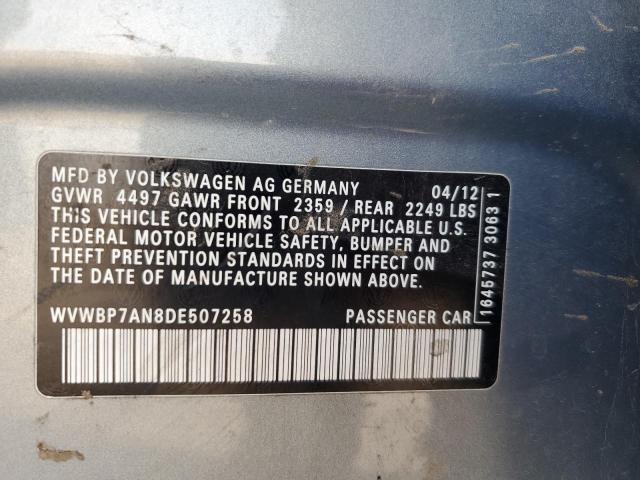 MFD BY VOLKSWAGEN AG GERMANY 04/12
GVWR 4497 GAWR FRONT 2359 / REAR 2249 LBS
THIS VEHICLE CONFORMS TO ALL APPLICABLE U.S.
FEDERAL MOTOR VEHICLE SAFETY, BUMPER AND
THEFT PREVENTION STANDARDS IN EFFECT ON
THE DATE OF MANUFACTURE SHOWN ABOVE.
WVWBP7AN8DE507258 PASSENGER CAR
1645737 3063 1